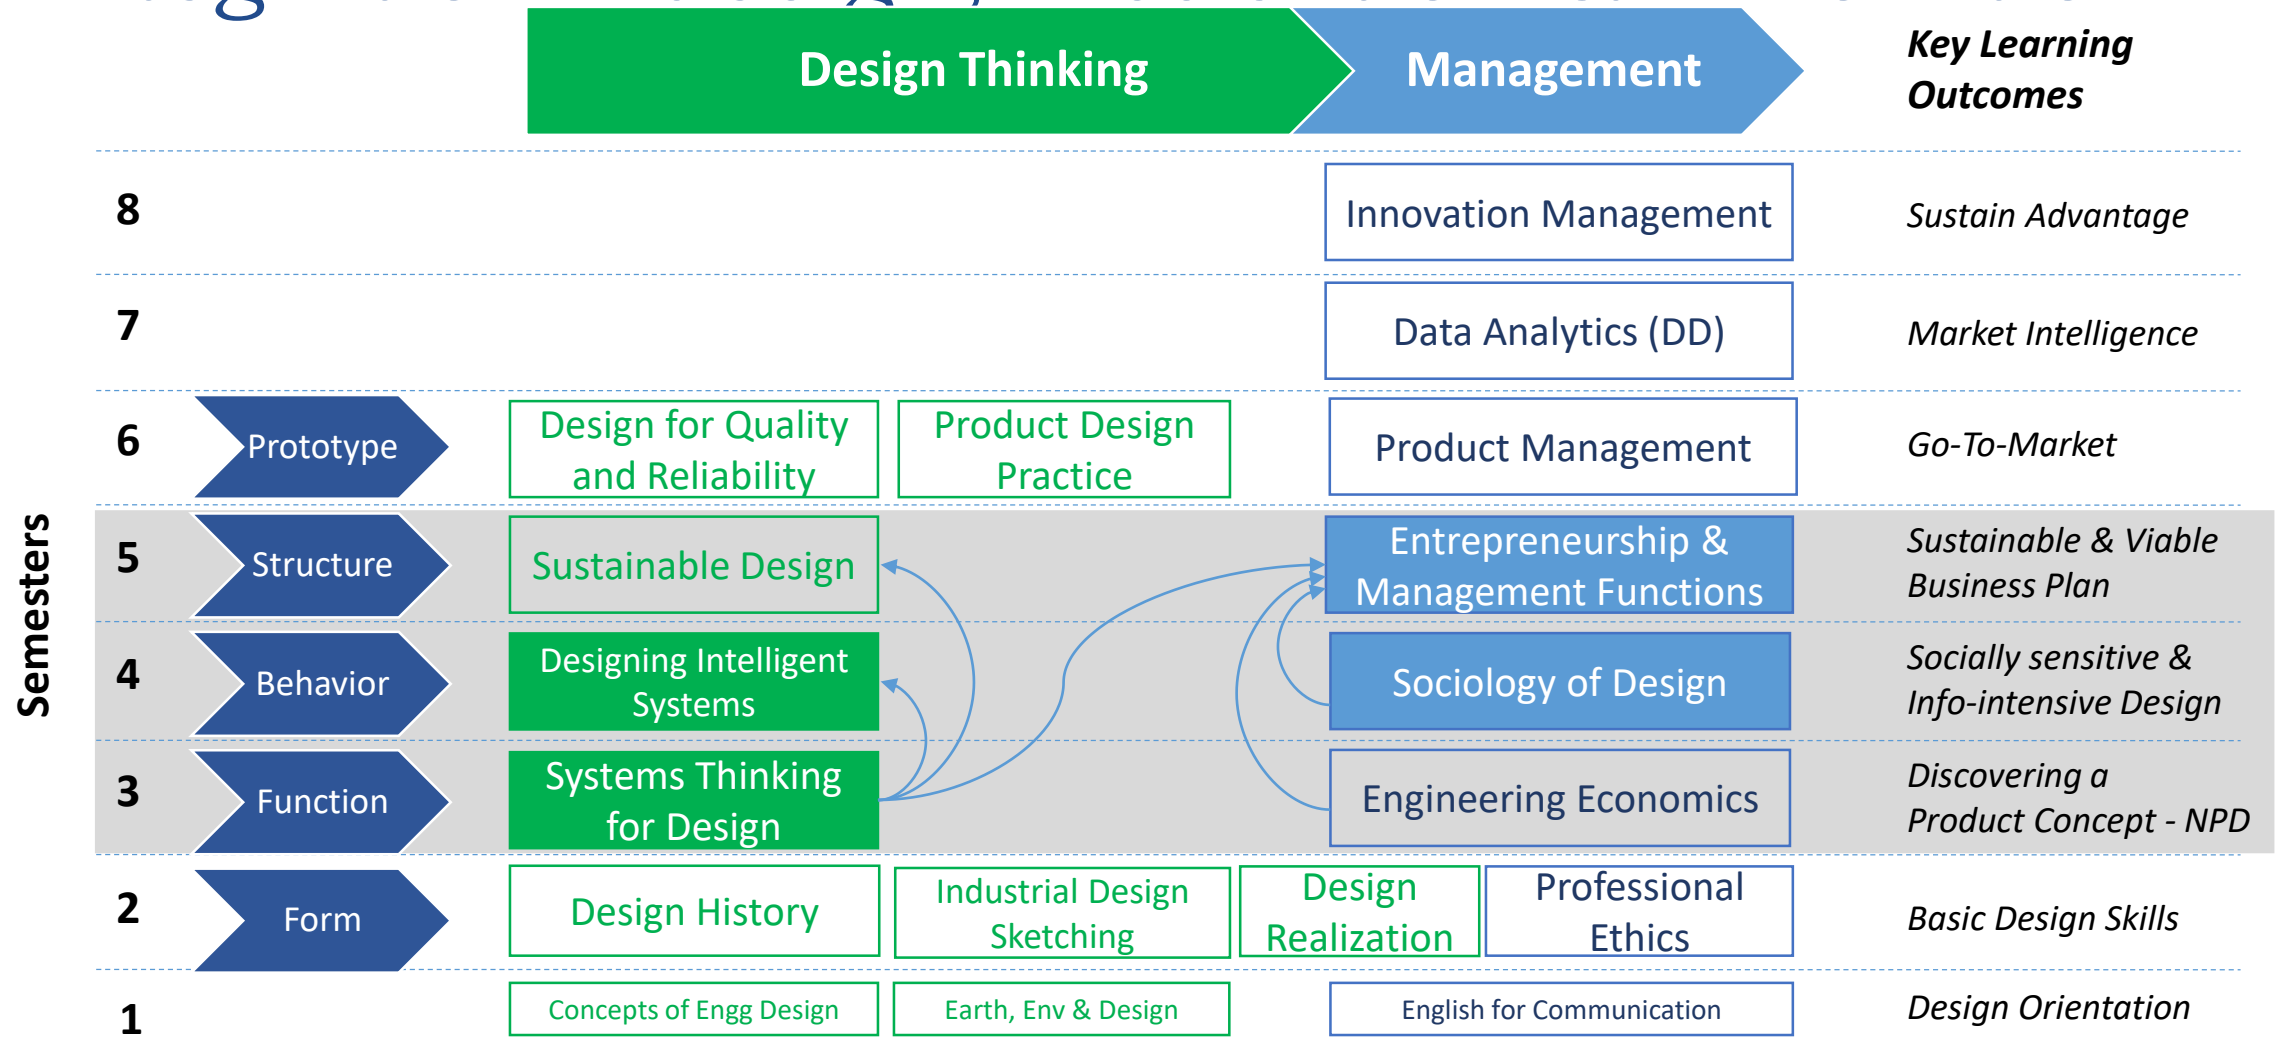 Design Thinking
Management
Key Learning
Outcomes
Semesters
8
Innovation Management
Sustain Advantage
7
Data Analytics (DD)
Market Intelligence
6
Prototype
Design for Quality
and Reliability
Product Design
Practice
Product Management
Go-To-Market
5
Structure
Sustainable Design
Entrepreneurship &
Management Functions
Sustainable & Viable
Business Plan
4
Behavior
Designing Intelligent
Systems
Sociology of Design
Socially sensitive &
Info-intensive Design
3
Function
Systems Thinking
for Design
Engineering Economics
Discovering a
Product Concept - NPD
2
Form
Design History
Industrial Design
Sketching
Design
Realization
Professional
Ethics
Basic Design Skills
1
Concepts of Engg Design
Earth, Env & Design
English for Communication
Design Orientation